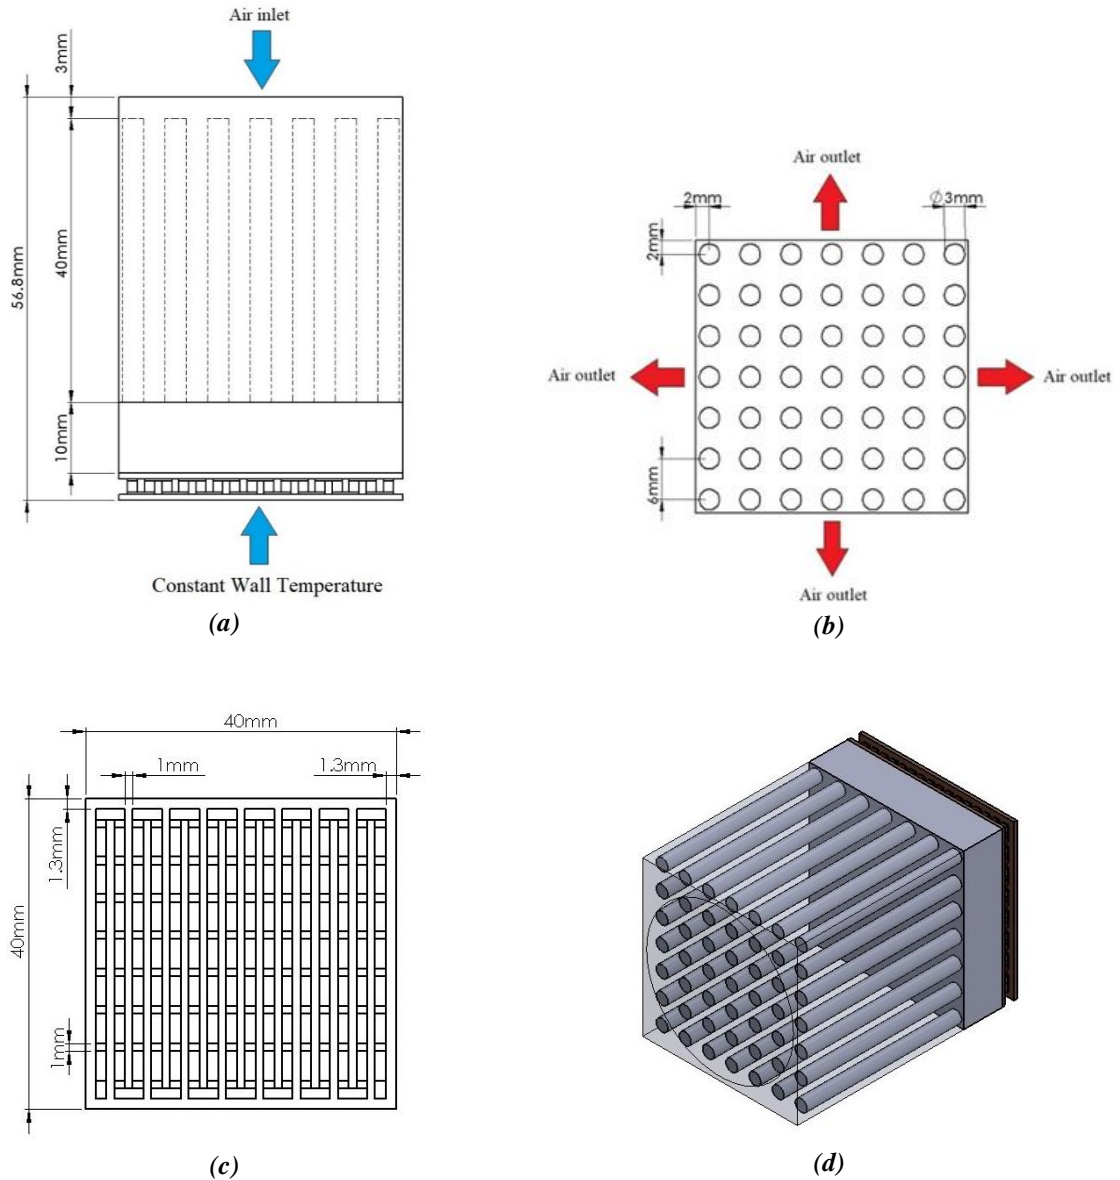 Air inlet
3mm
56.8mm
40mm
10mm
Constant Wall Temperature
(a)
Air outlet
2mm
∅3mm
2mm
Air outlet
Air outlet
6mm
Air outlet
(b)
40mm
1mm
1.3mm
1.3mm
40mm
1mm
(c)
(d)